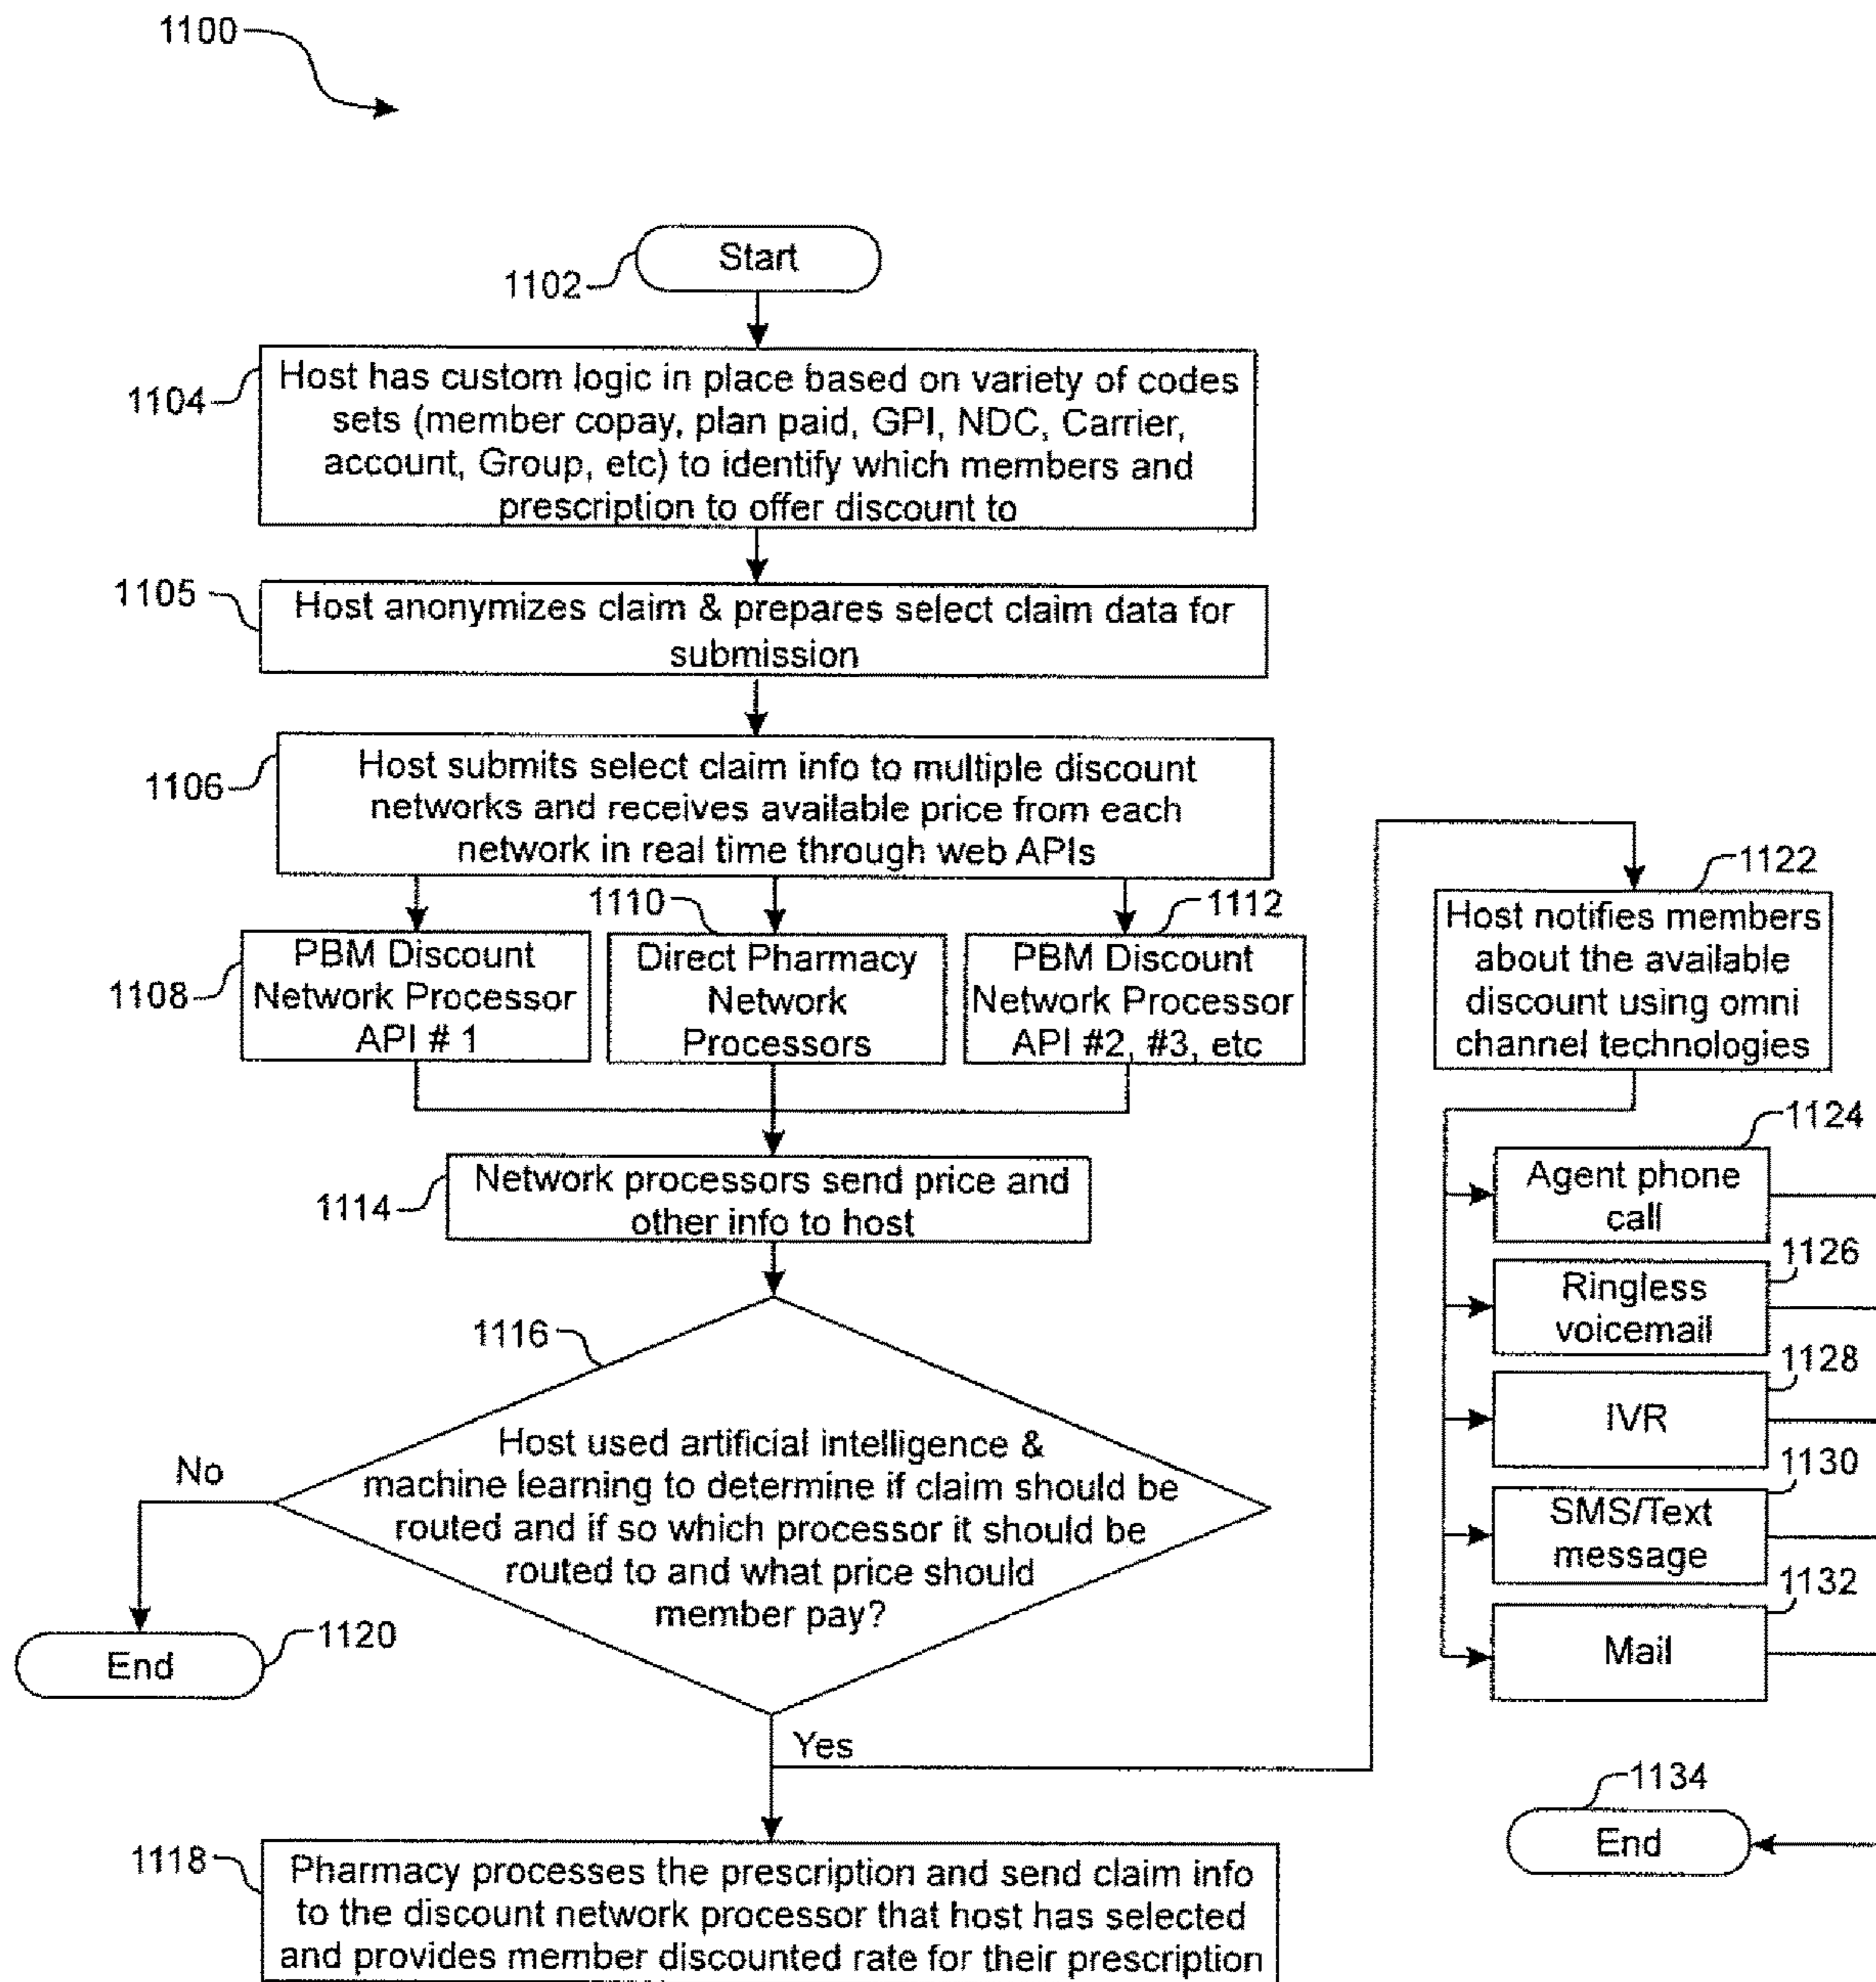 1100
Start
1102
1104
Host has custom logic in place based on variety of codes
sets (member copay, plan paid, GPI, NDC, Carrier,
account, Group, etc) to identify which members and
prescription to offer discount to
1105
Host anonymizes claim & prepares select claim data for
submission
1106
Host submits select claim info to multiple discount
networks and receives available price from each
network in real time through web APIs
1108
PBM Discount
Network Processor
API # 1
1110
Direct Pharmacy
Network
Processors
1112
PBM Discount
Network Processor
API #2, #3, etc
1114
Network processors send price and
other info to host
1116
Host used artificial intelligence &
machine learning to determine if claim should be
routed and if so which processor it should be
routed to and what price should
member pay?
No
1120
End
Yes
1118
Pharmacy processes the prescription and send claim info
to the discount network processor that host has selected
and provides member discounted rate for their prescription
1122
Host notifies members
about the available
discount using omni
channel technologies
1124
Agent phone
call
1126
Ringless
voicemail
1128
IVR
1130
SMS/Text
message
1132
Mail
1134
End